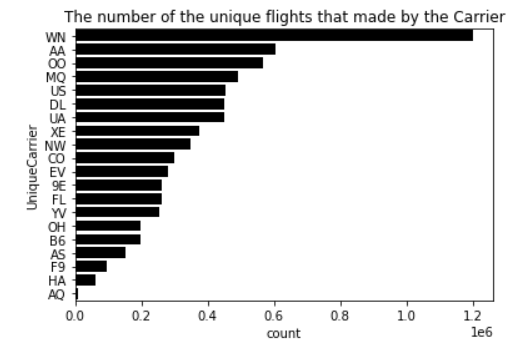 The number of the unique flights that made by the Carrier
WN
AA
OO
MQ
US
DL
UA
XE
NW
CO
EV
9E
FL
YV
OH
B6
AS
F9
HA
AQ
UniqueCarrier
0.0 0.2 0.4 0.6 0.8 1.0 1.2
1e6
count